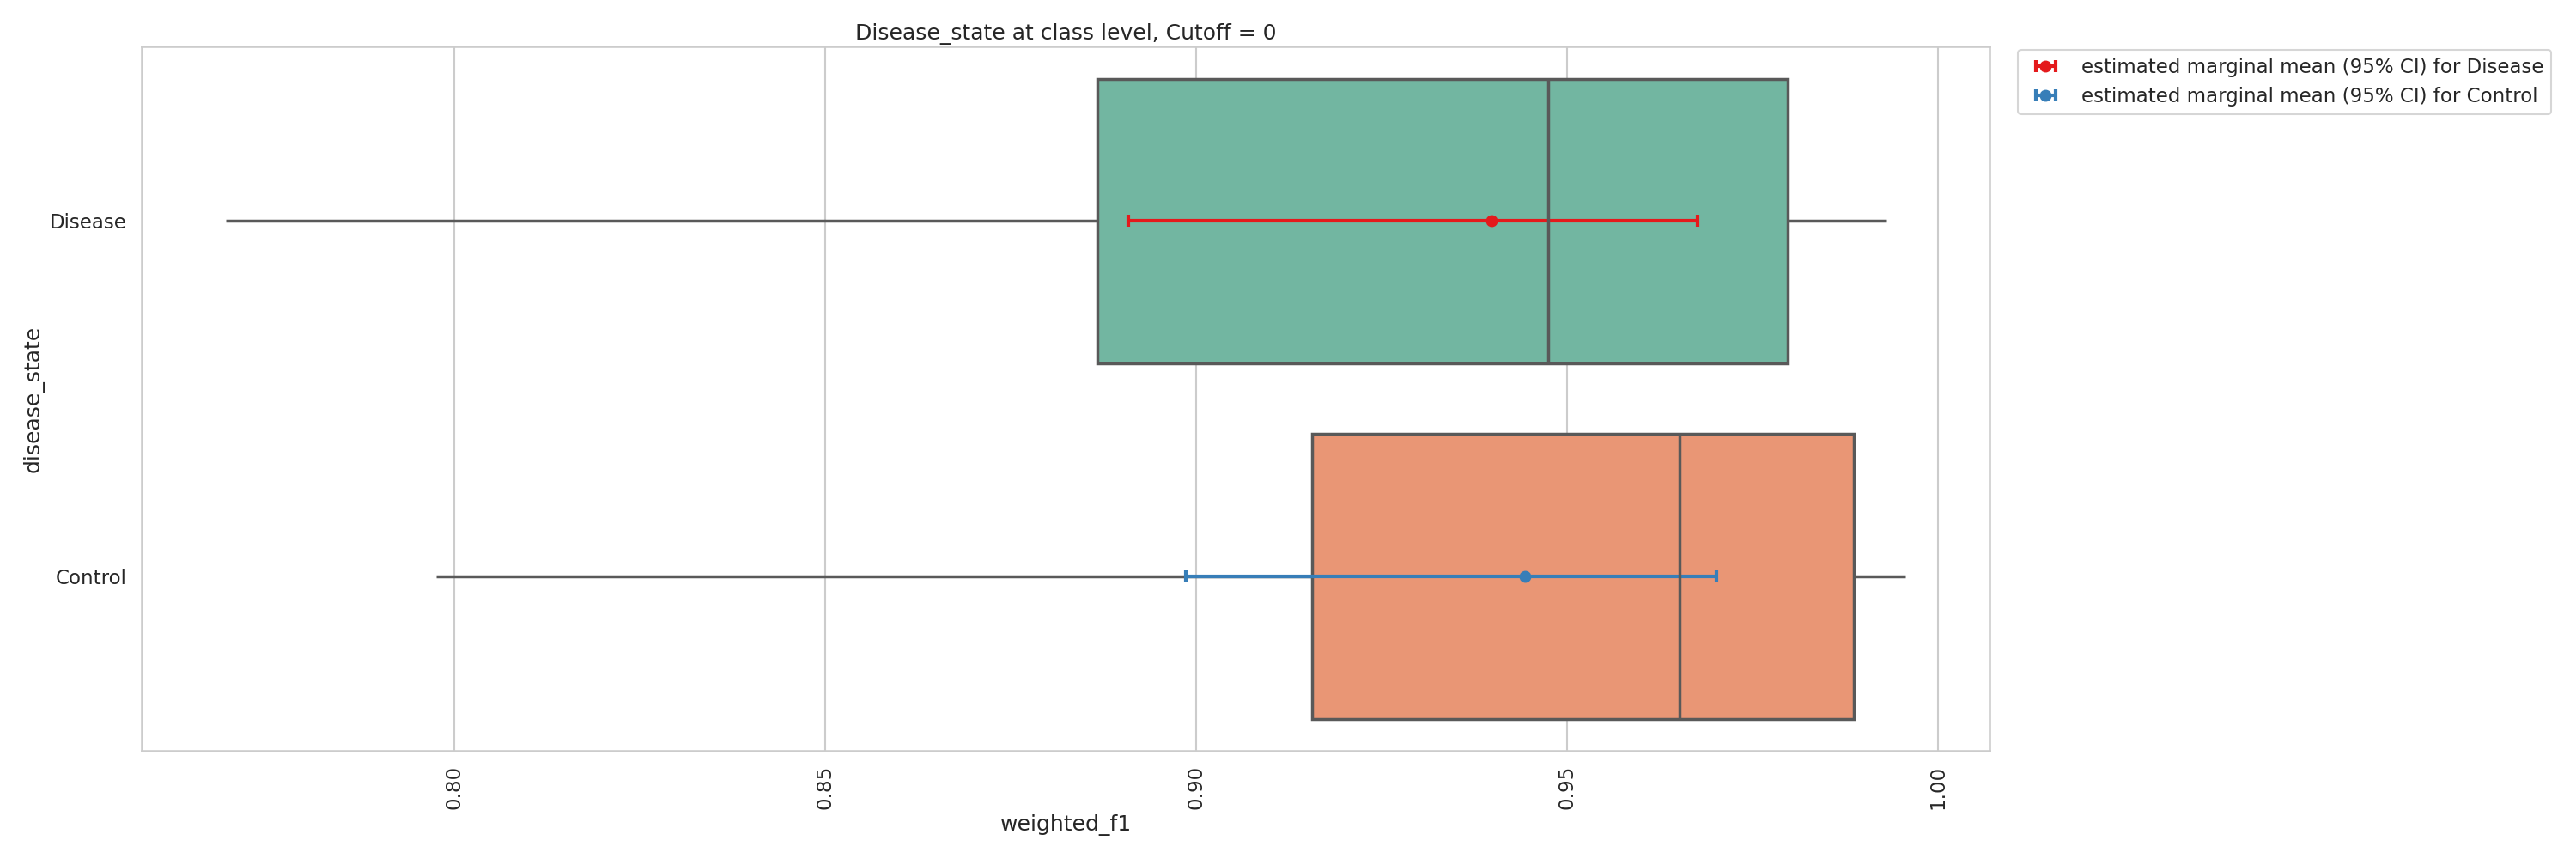 Disease_state at class level, Cutoff = 0
estimated marginal mean (95% CI) for Disease
estimated marginal mean (95% CI) for Control
disease_state
Disease
Control
0.80
0.85
0.90
0.95
1.00
weighted_f1